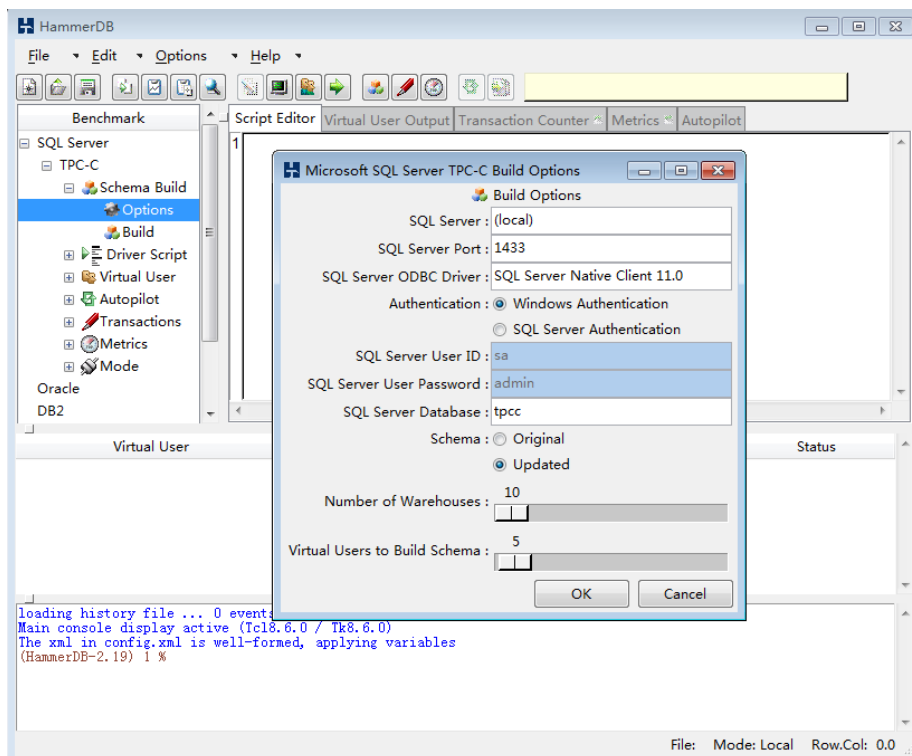 HammerDB
File Edit Options Help
Benchmark
SQL Server
TPC-C
Schema Build
Options
Build
Driver Script
Virtual User
Autopilot
Transactions
Metrics
Mode
Oracle
DB2
Script Editor Virtual User Output Transaction Counter Metrics Autopilot
1
Microsoft SQL Server TPC-C Build Options
Build Options
SQL Server : (local)
SQL Server Port : 1433
SQL Server ODBC Driver : SQL Server Native Client 11.0
Authentication : Windows Authentication
SQL Server Authentication
SQL Server User ID : sa
SQL Server User Password : admin
SQL Server Database : tpcc
Schema : Original
Updated
10
Number of Warehouses :
5
Virtual Users to Build Schema :
OK Cancel
Virtual User Status
loading history file ... 0 events
Main console display active (Tcl8.6.0 / Tk8.6.0)
The xml in config.xml is well-formed, applying variables
(HammerDB-2.19) 1 %
File: Mode: Local Row.Col: 0.0